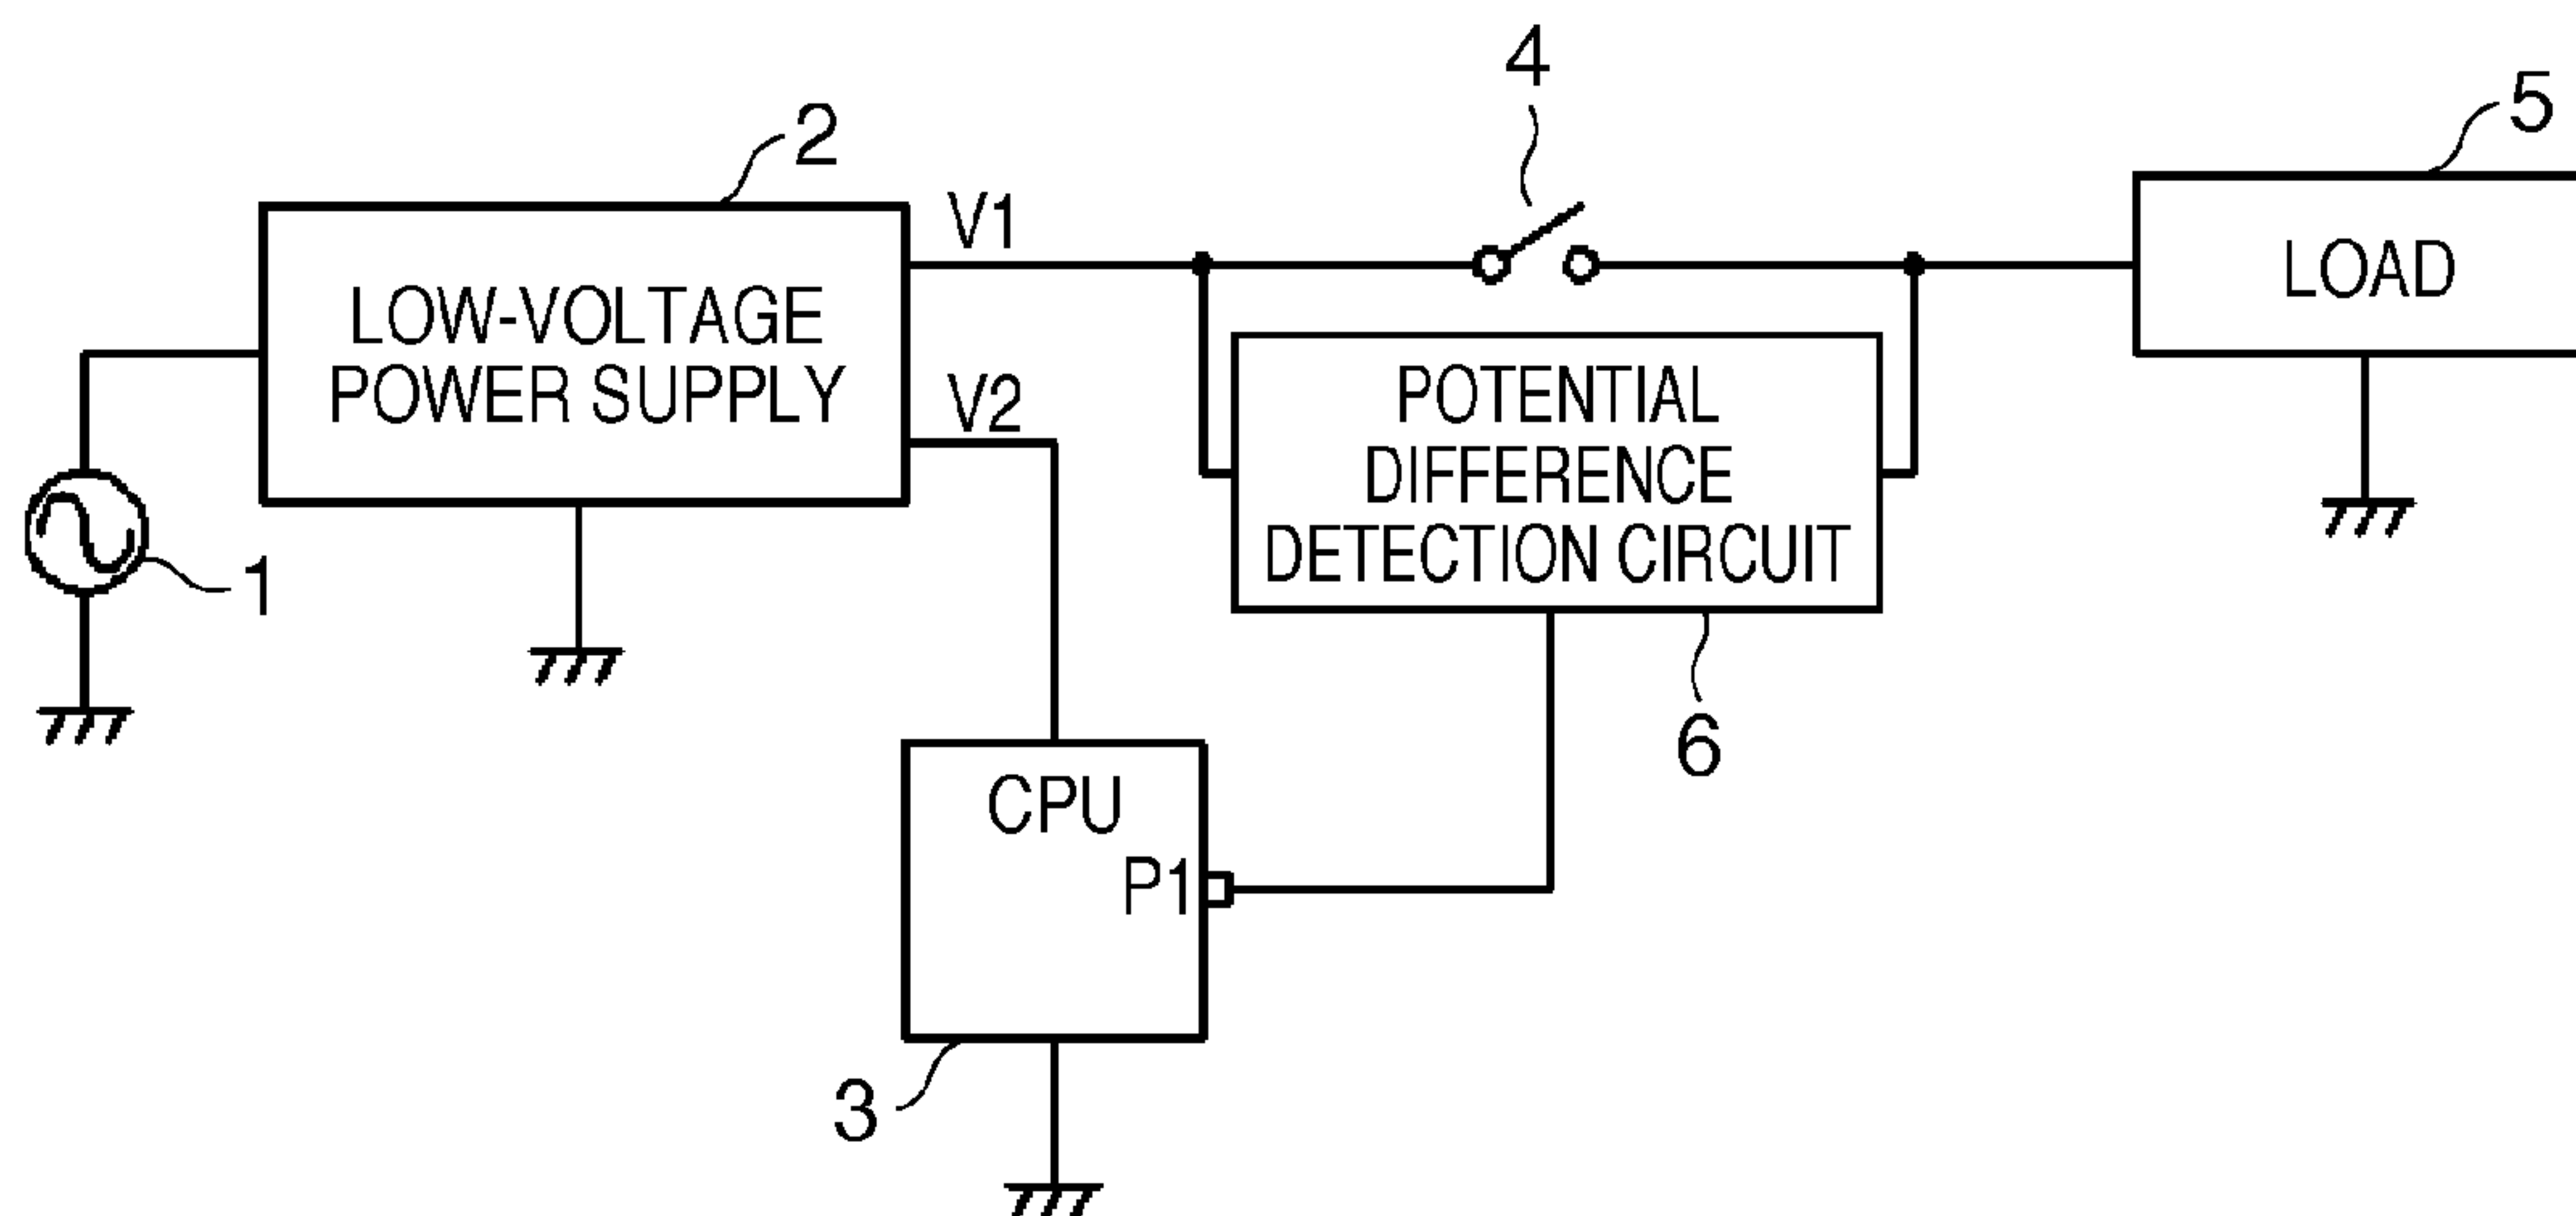 4
5
2
V1
LOAD
LOW-VOLTAGE
POWER SUPPLY
V2
POTENTIAL
DIFFERENCE
DETECTION CIRCUIT
1
6
CPU
P1
3